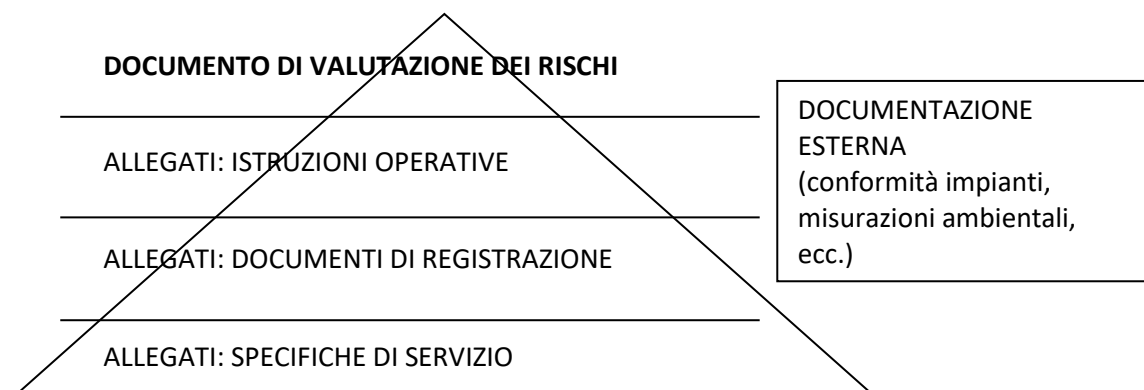 DOCUMENTO DI VALUTAZIONE DEI RISCHI
ALLEGATI: ISTRUZIONI OPERATIVE
ALLEGATI: DOCUMENTI DI REGISTRAZIONE
ALLEGATI: SPECIFICHE DI SERVIZIO
DOCUMENTAZIONE
ESTERNA
(conformità impianti,
misurazioni ambientali,
ecc.)